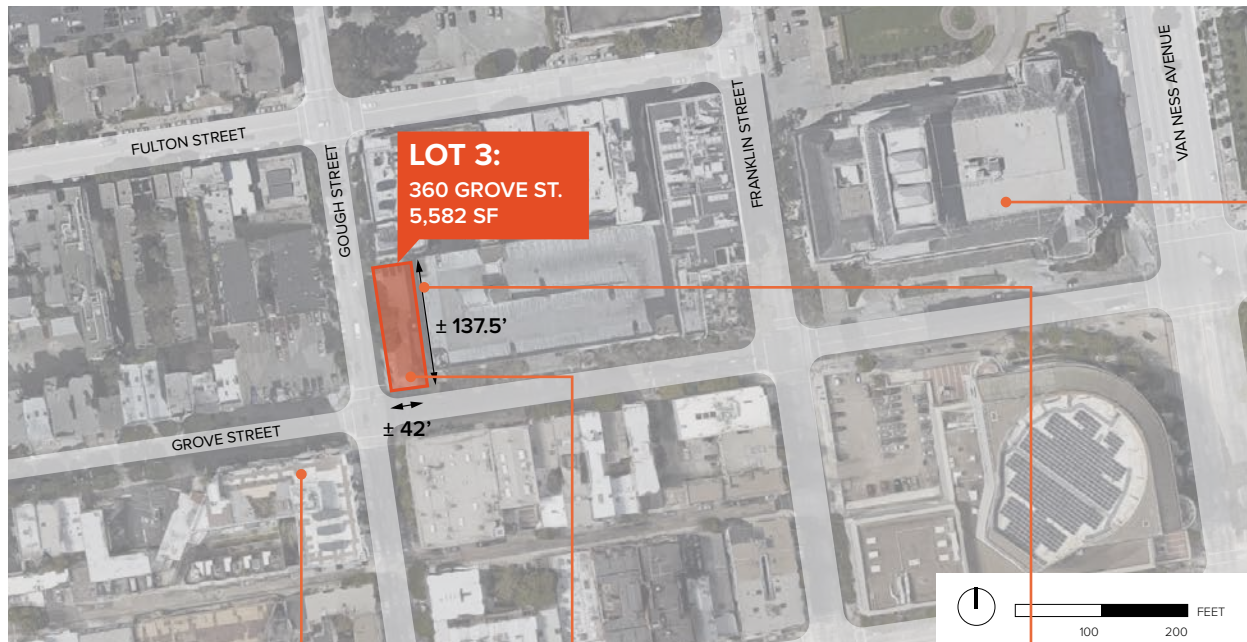 FULTON STREET
GOUGH STREET
LOT 3:
360 GROVE ST.
5,582 SF
FRANKLIN STREET
VAN NESS AVENUE
± 137.5’
± 42’
GROVE STREET
FEET
100 200